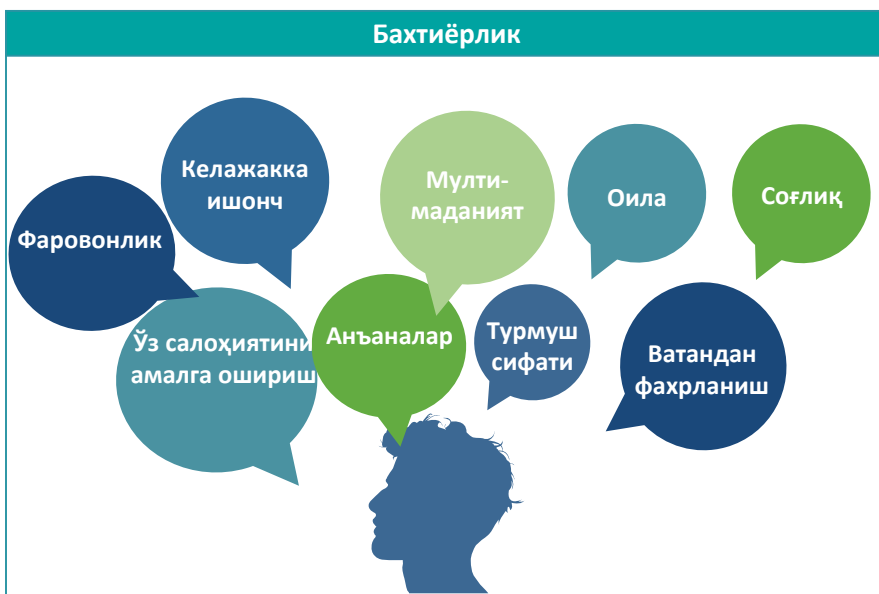 Бахтиёрлик
Келажакка
ишонч
Мулти-
маданият
Оила
Соғлиқ
Фаровонлик
Ўз салоҳиятини
амалга ошириш
Анъаналар
Турмуш
сифати
Ватандан
фахрланиш